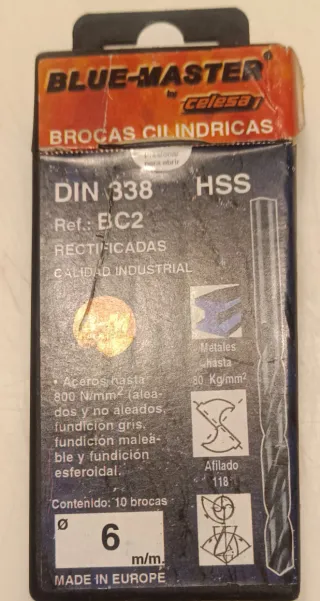 BLUE-MASTER®
by celesa
BROCAS CILINDRICAS
DIN 338 HSS
Ref.: BC2
RECTIFICADAS
CALIDAD INDUSTRIAL
Metales
hasta
80 Kg/mm²
• Aceros hasta
800 N/mm² (alea-
dos y no aleados,
fundición gris,
fundición malea-
ble y fundición
esferoidal.
Afilado
118
Contenido: 10 brocas
ø 6 m/m.
MADE IN EUROPE